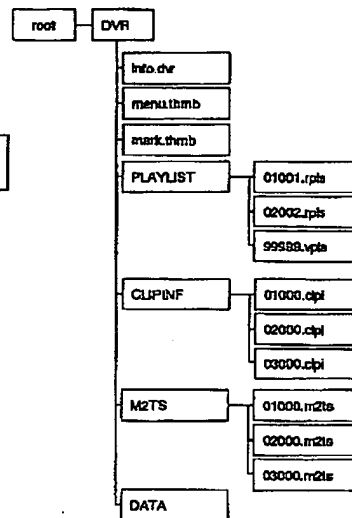 root
DVR
info.dvr
menu.thmb
mark.thmb
PLAYLIST
01001.rpls
02002.rpls
99999.vpls
CLIPINF
01000.clpi
02000.clpi
03000.clpi
M2TS
01000.m2ts
02000.m2ts
03000.m2ts
DATA